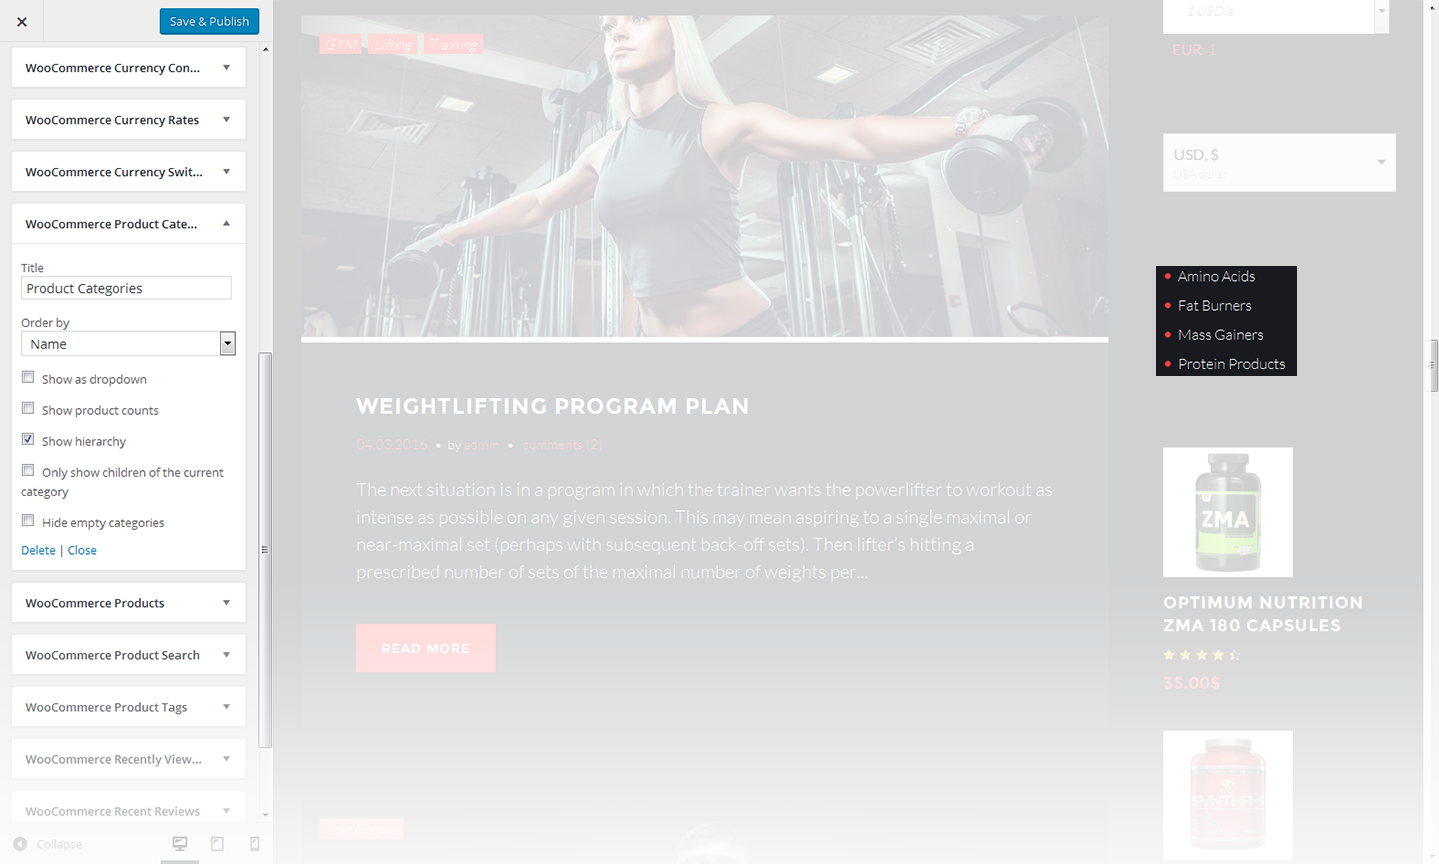 Save & Publish
WooCommerce Currency Con...
WooCommerce Currency Rates
WooCommerce Currency Swit...
WooCommerce Product Cate...
Title
Product Categories
Order by
Name
Show as dropdown
Show product counts
Show hierarchy
Only show children of the current
category
Hide empty categories
Delete | Close
WooCommerce Products
WooCommerce Product Search
WooCommerce Product Tags
WooCommerce Recently View...
WooCommerce Recent Reviews
Collapse
GYM Lifting Training
WEIGHTLIFTING PROGRAM PLAN
04.03.2016 • by admin • comments (2)
The next situation is in a program in which the trainer wants the powerlifter to workout as
intense as possible on any given session. This may mean aspiring to a single maximal or
near-maximal set (perhaps with subsequent back-off sets). Then lifter's hitting a
prescribed number of sets of the maximal number of weights per...
READ MORE
1 USD is
EUR: 1
USD, $
USA dollar
Amino Acids
Fat Burners
Mass Gainers
Protein Products
ZMA
OPTIMUM NUTRITION
ZMA 180 CAPSULES
35.00$